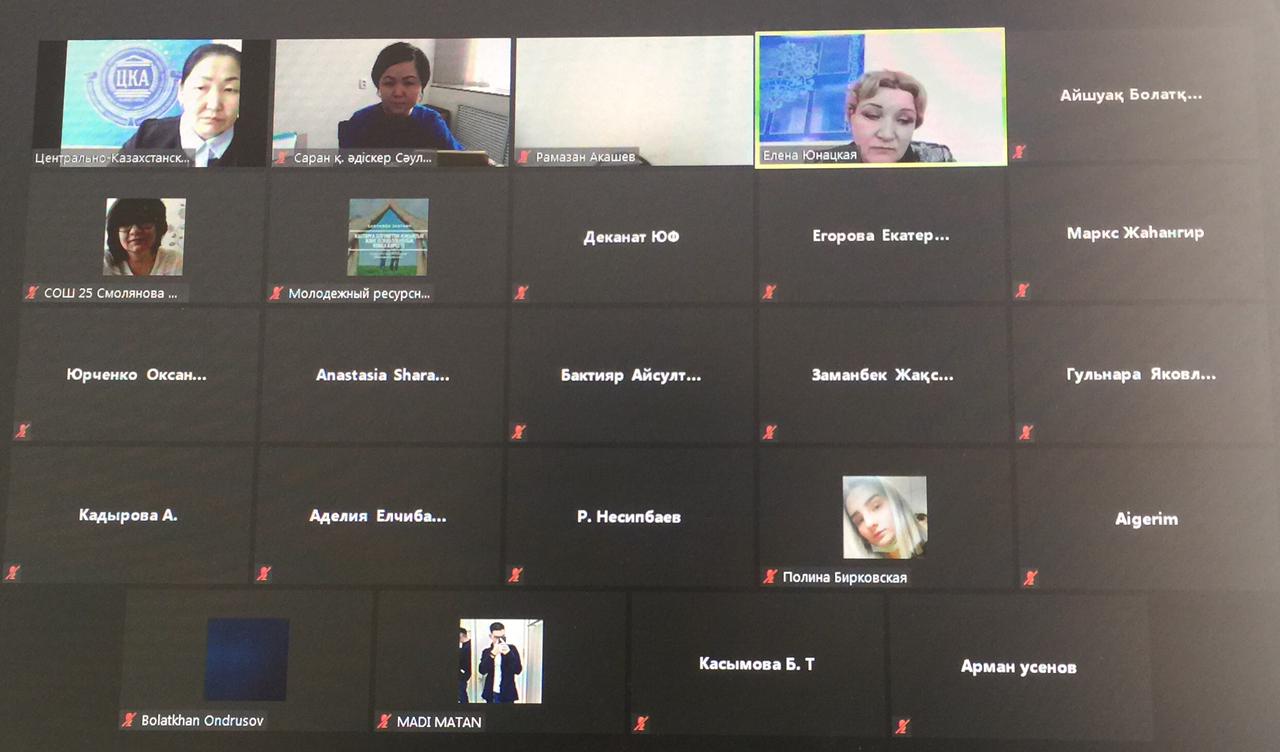 ЦКА
Центрально-Казахстанск...
Саран қ. әдіскер Сәул...
Рамазан Акашев
Елена Юнацкая
Айшуақ Болатқ...
СОШ 25 Смолянова ...
Молодежный ресурсн...
Деканат ЮФ
Егорова Екатер...
Маркс Жаһангир
Юрченко Оксан...
Anastasia Shara...
Бактияр Айсулт...
Заманбек Жақс...
Гульнара Яковл...
Кадырова А.
Аделия Елчиба...
Р. Несипбаев
Полина Бирковская
Aigerim
Bolatkhan Ondrusov
MADI MATAN
Касымова Б. Т
Арман усенов